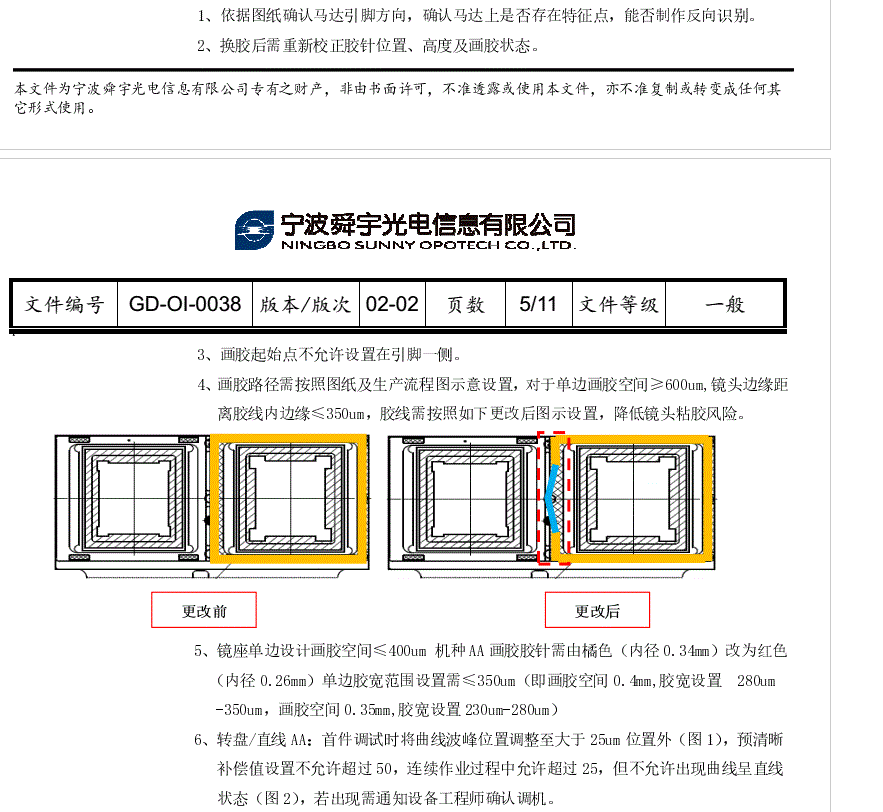 1、依据图纸确认马达引脚方向，确认马达上是否存在特征点，能否制作反向识别。
2、换胶后需重新校正胶针位置、高度及画胶状态。
本文件为宁波舜宇光电信息有限公司专有之财产，非由书面许可，不准透露或使用本文件，亦不准复制或转变成任何其
它形式使用。
宁波舜宇光电信息有限公司
NINGBO SUNNY OPOTECH CO.,LTD.
文件编号 GD-OI-0038 版本/版次 02-02 页数 5/11 文件等级 一般
3、画胶起始点不允许设置在引脚一侧。
4、画胶路径需按照图纸及生产流程图示意设置，对于单边画胶空间≥600um,镜头边缘距
离胶线内边缘≤350um，胶线需按照如下更改后图示设置，降低镜头粘胶风险。
更改前 更改后
5、镜座单边设计画胶空间≤400um 机种 AA 画胶胶针需由橘色（内径 0.34mm）改为红色
（内径 0.26mm）单边胶宽范围设置需≤350um（即画胶空间 0.4mm,胶宽设置 280um
-350um，画胶空间 0.35mm,胶宽设置 230um-280um）
6、转盘/直线 AA：首件调试时将曲线波峰位置调整至大于 25um 位置外（图 1），预清晰
补偿值设置不允许超过 50，连续作业过程中允许超过 25，但不允许出现曲线呈直线
状态（图 2），若出现需通知设备工程师确认调机。